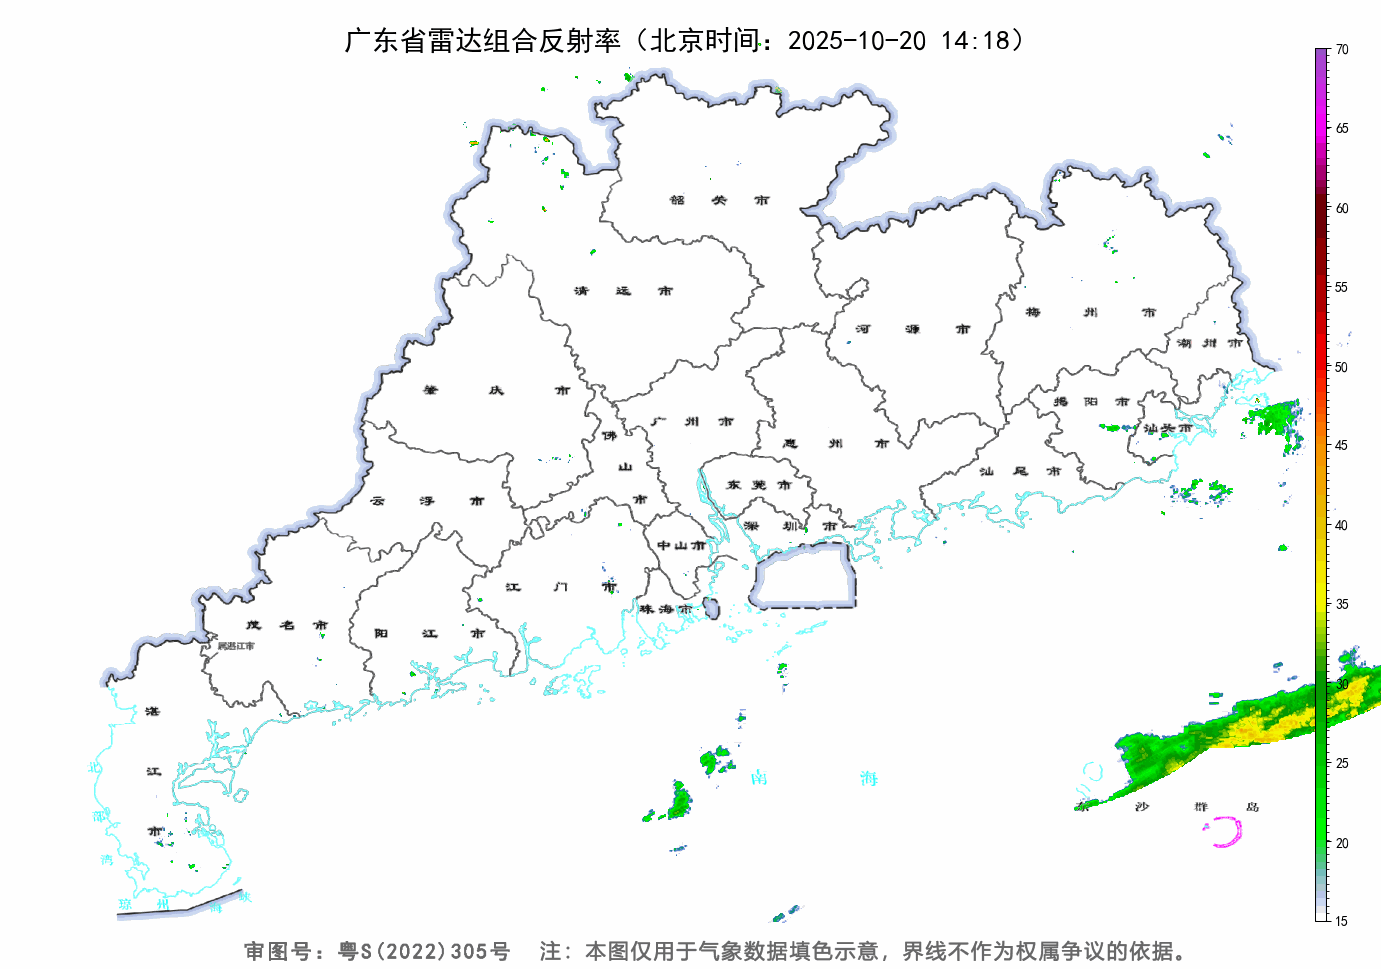 广东省雷达组合反射率（北京时间：2025-10-20 14:18）
70
65
60
55
50
45
40
35
30
25
20
15
韶关市
清远市
河源市
梅州市
潮州市
肇庆市
广州市
佛山市
惠州市
揭阳市
汕头市
汕尾市
云浮市
东莞市
深圳市
中山市
江门市
珠海市
茂名市
属湛江市
阳江市
湛江市
北部湾
琼州海峡
南海
东沙群岛
审图号：粤S(2022)305号 注：本图仅用于气象数据填色示意，界线不作为权属争议的依据。